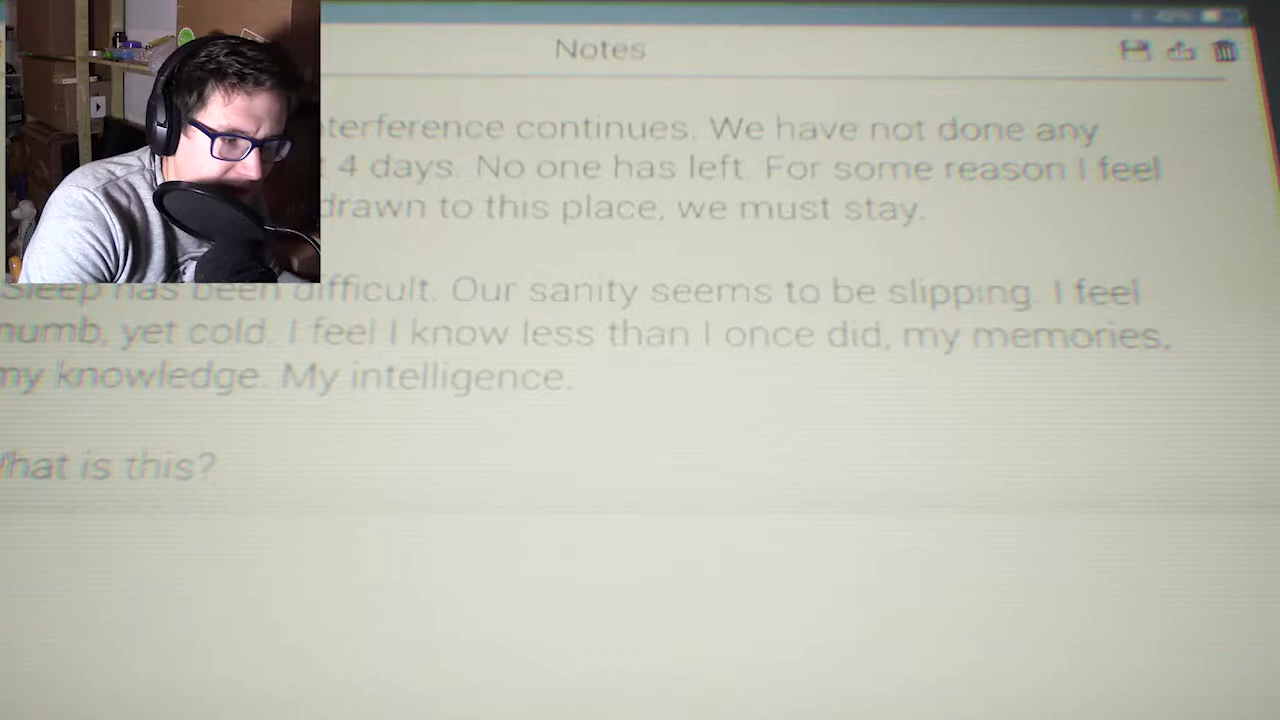 42%
Notes
nterference continues. We have not done any
4 days. No one has left. For some reason I feel
drawn to this place, we must stay.
Sleep has been difficult. Our sanity seems to be slipping. I feel
numb, yet cold. I feel I know less than I once did, my memories,
my knowledge. My intelligence.
What is this?